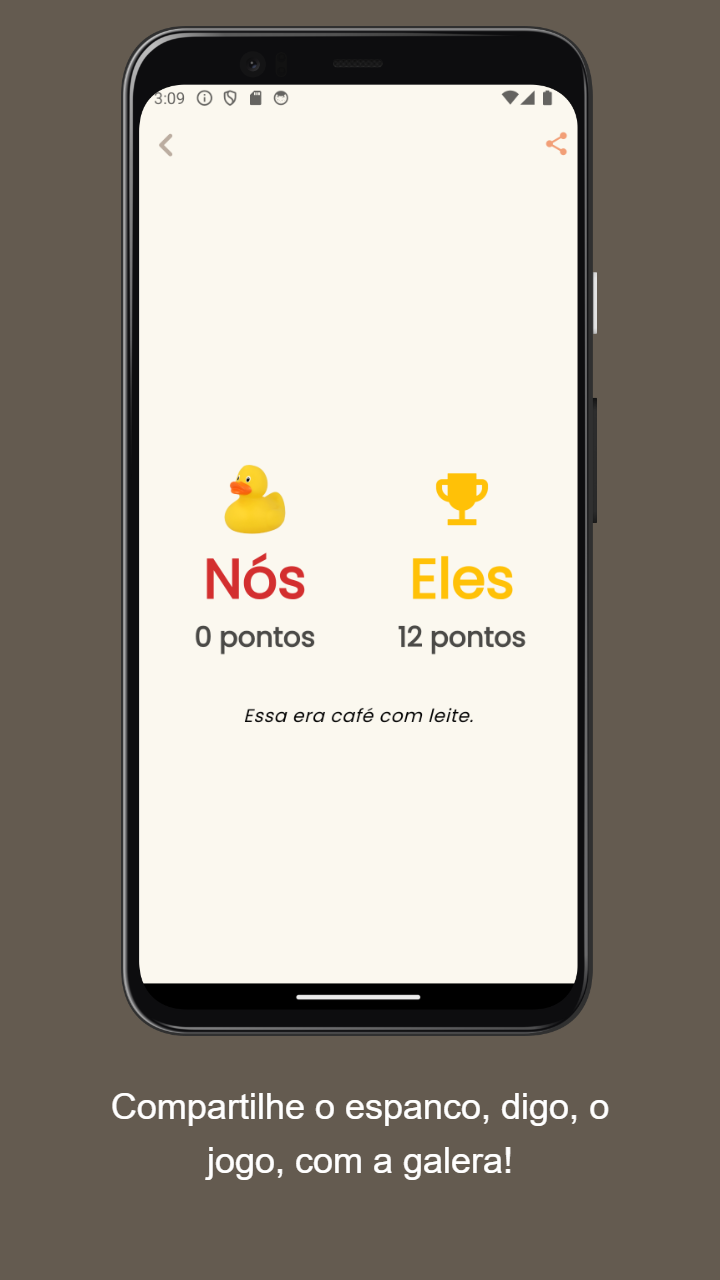 3:09
Nós
Eles
0 pontos
12 pontos
Essa era café com leite.
Compartilhe o espanco, digo, o
jogo, com a galera!